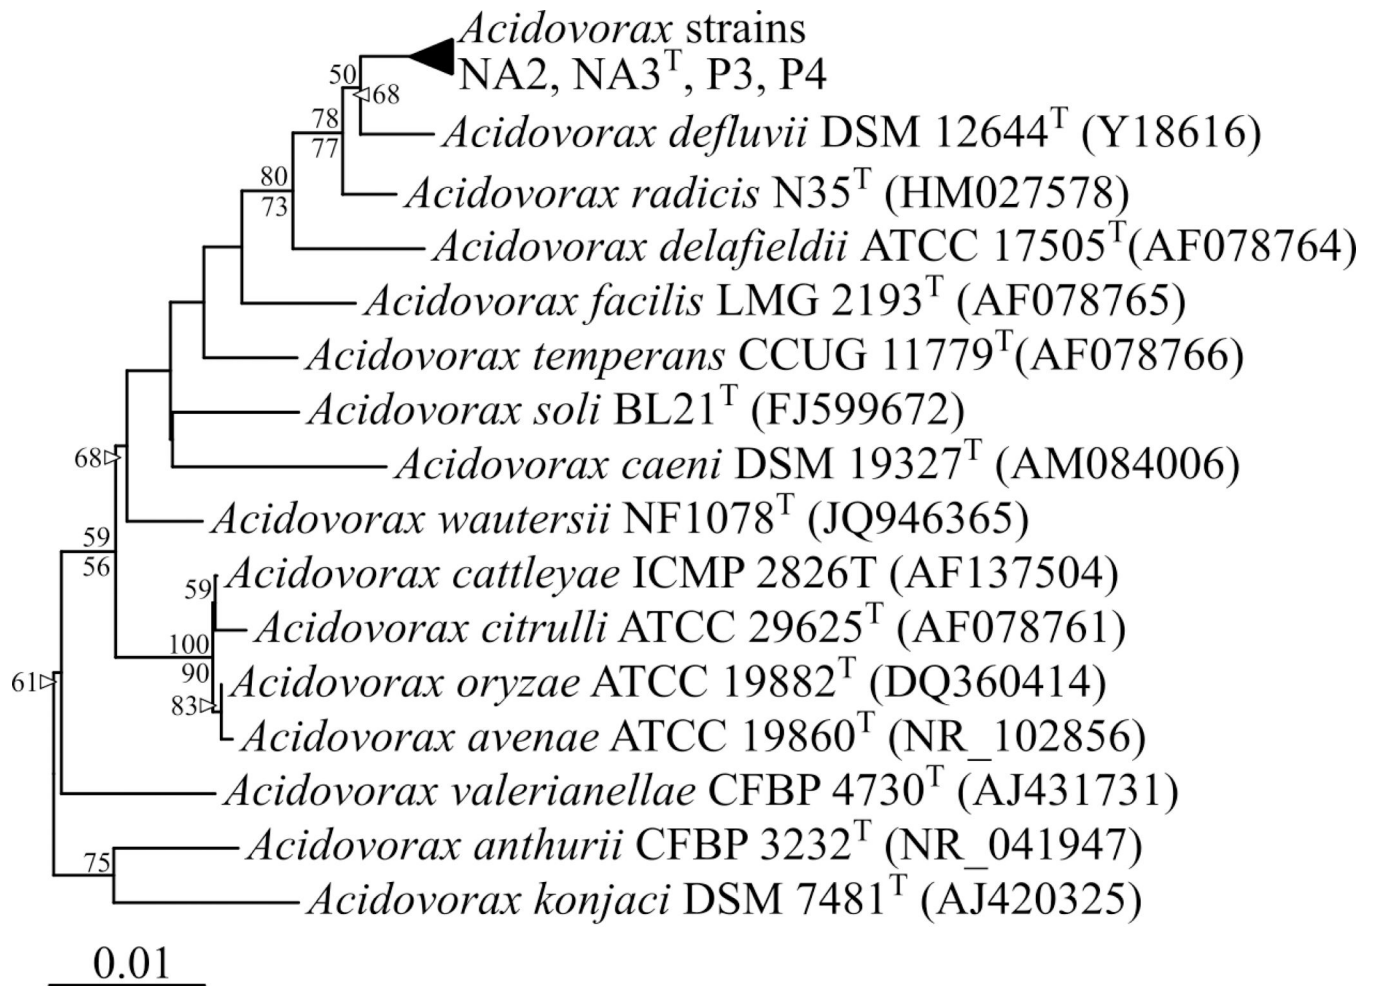 Acidovorax strains
NA2, NA3T, P3, P4
50
68
78
Acidovorax defluvii DSM 12644T (Y18616)
77
80
Acidovorax radicis N35T (HM027578)
73
Acidovorax delafieldii ATCC 17505T(AF078764)
Acidovorax facilis LMG 2193T (AF078765)
Acidovorax temperans CCUG 11779T(AF078766)
Acidovorax soli BL21T (FJ599672)
68
Acidovorax caeni DSM 19327T (AM084006)
Acidovorax wautersii NF1078T (JQ946365)
59
56
Acidovorax cattleyae ICMP 2826T (AF137504)
59
Acidovorax citrulli ATCC 29625T (AF078761)
100
90
61
Acidovorax oryzae ATCC 19882T (DQ360414)
83
Acidovorax avenae ATCC 19860T (NR_102856)
Acidovorax valerianellae CFBP 4730T (AJ431731)
Acidovorax anthurii CFBP 3232T (NR_041947)
75
Acidovorax konjaci DSM 7481T (AJ420325)
0.01